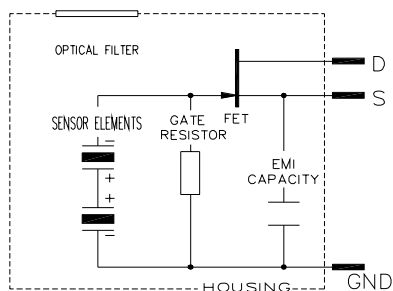 OPTICAL FILTER
D
S
SENSOR ELEMENTS
GATE
RESISTOR
FET
EMI
CAPACITY
−
+
+
−
GND
HOUSING